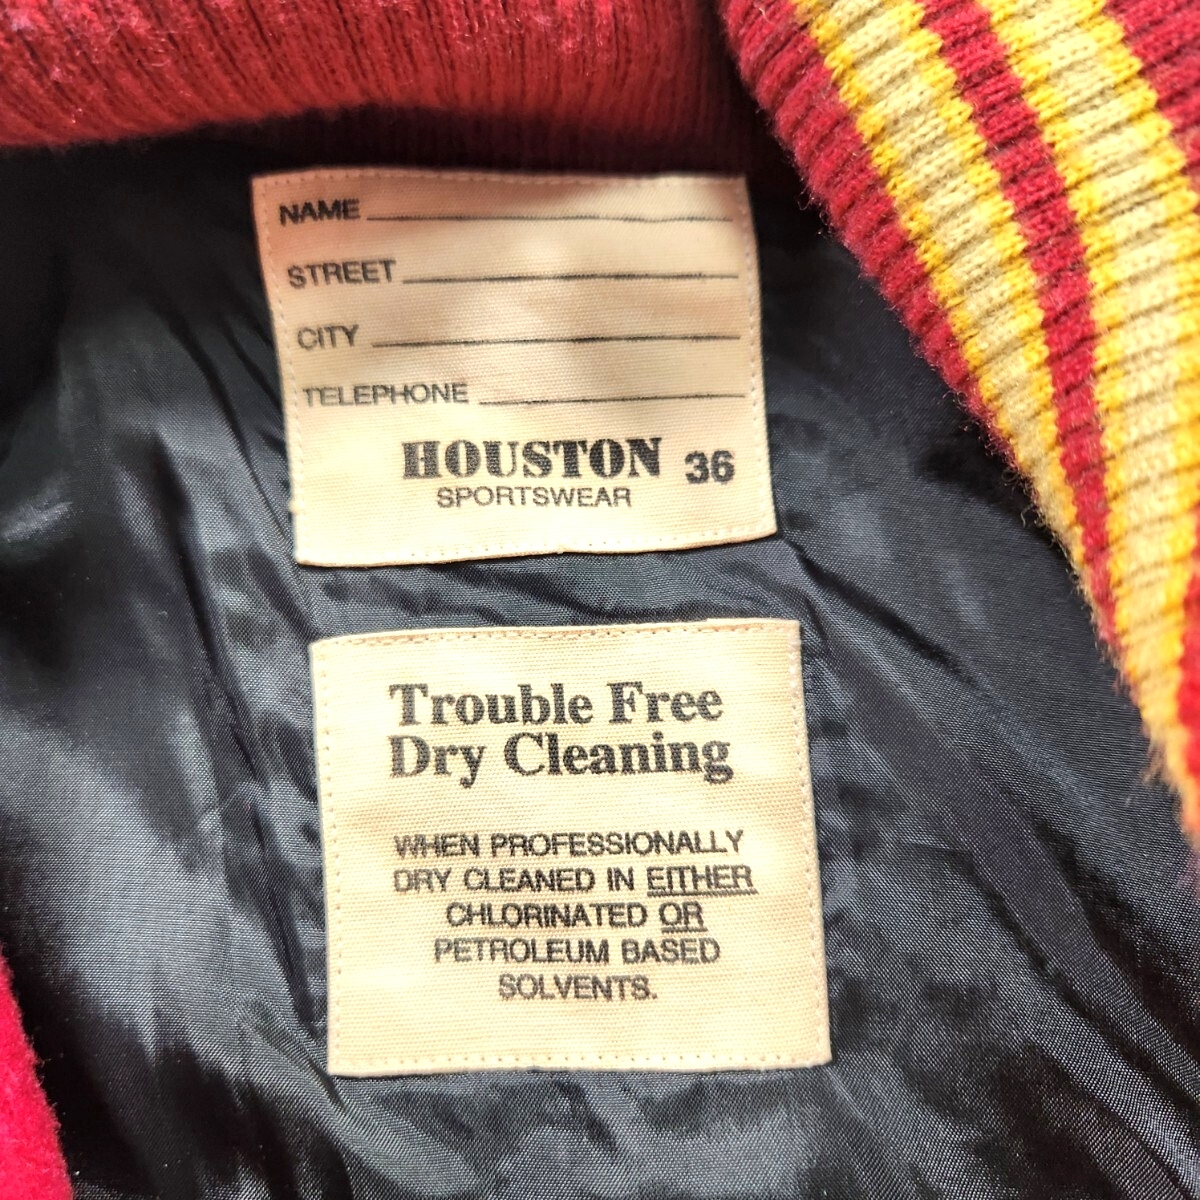 NAME
STREET
CITY
TELEPHONE
HOUSTON 36
SPORTSWEAR
Trouble Free
Dry Cleaning
WHEN PROFESSIONALLY
DRY CLEANED IN EITHER
CHLORINATED OR
PETROLEUM BASED
SOLVENTS.